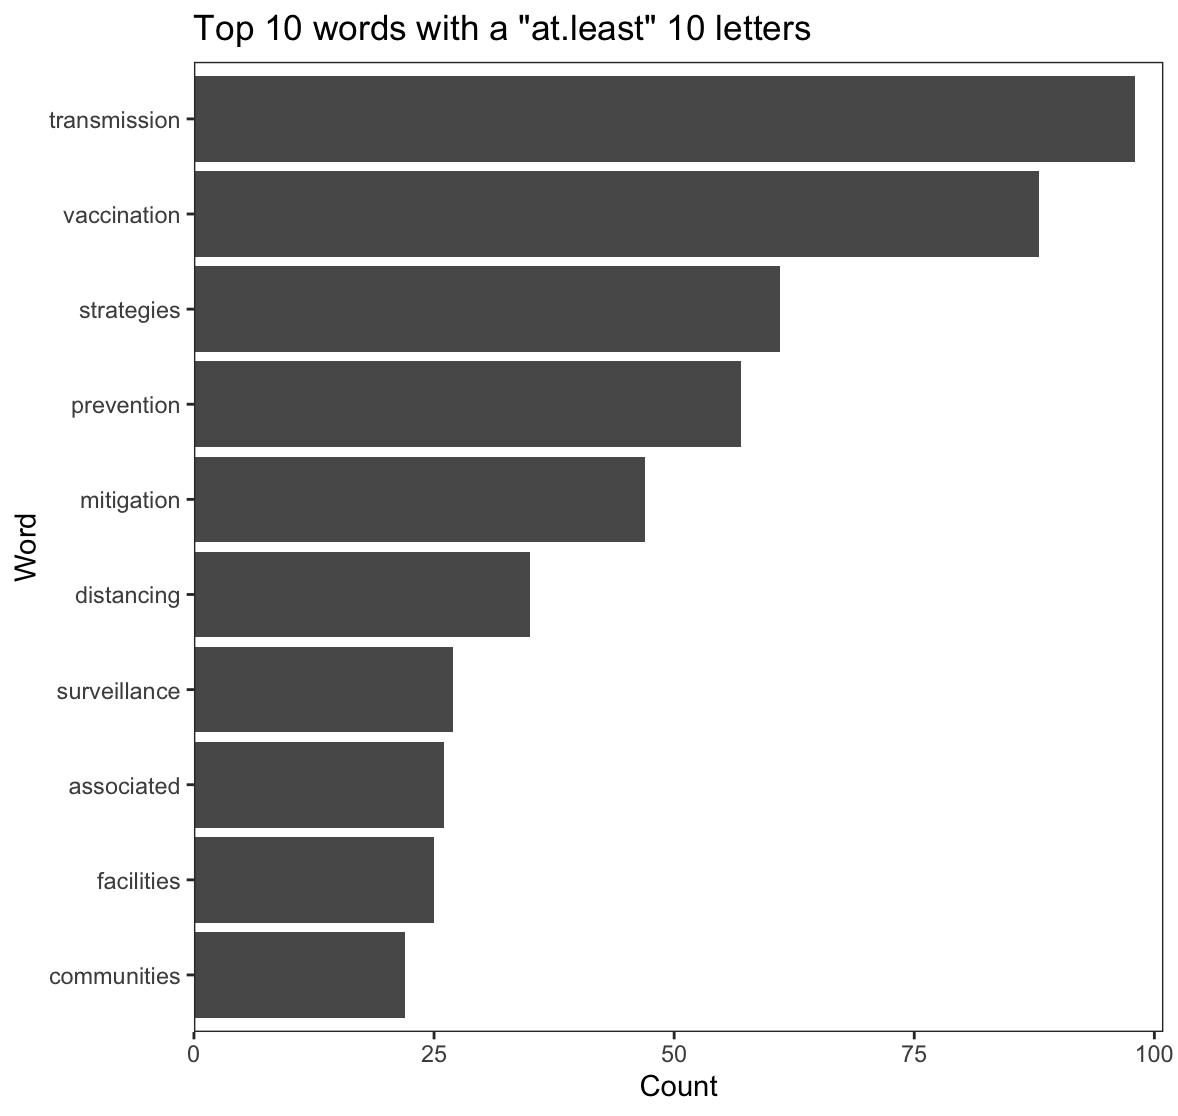 Top 10 words with a "at.least" 10 letters
transmission
vaccination
strategies
prevention
mitigation
distancing
surveillance
associated
facilities
communities
Word
0 25 50 75 100
Count